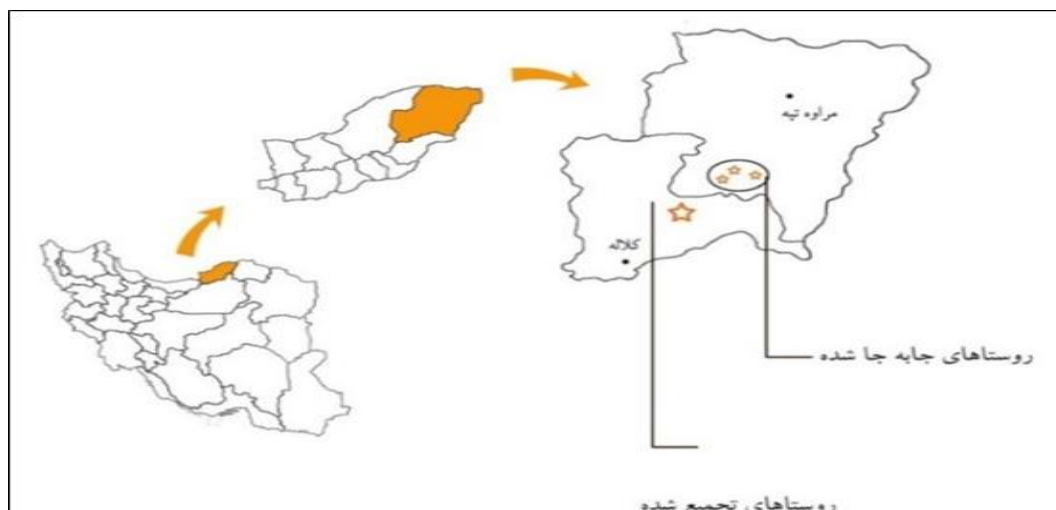 مراوه تپه
کلاله
روستاهای جابه جا شده
روستاهای تجمیع شده